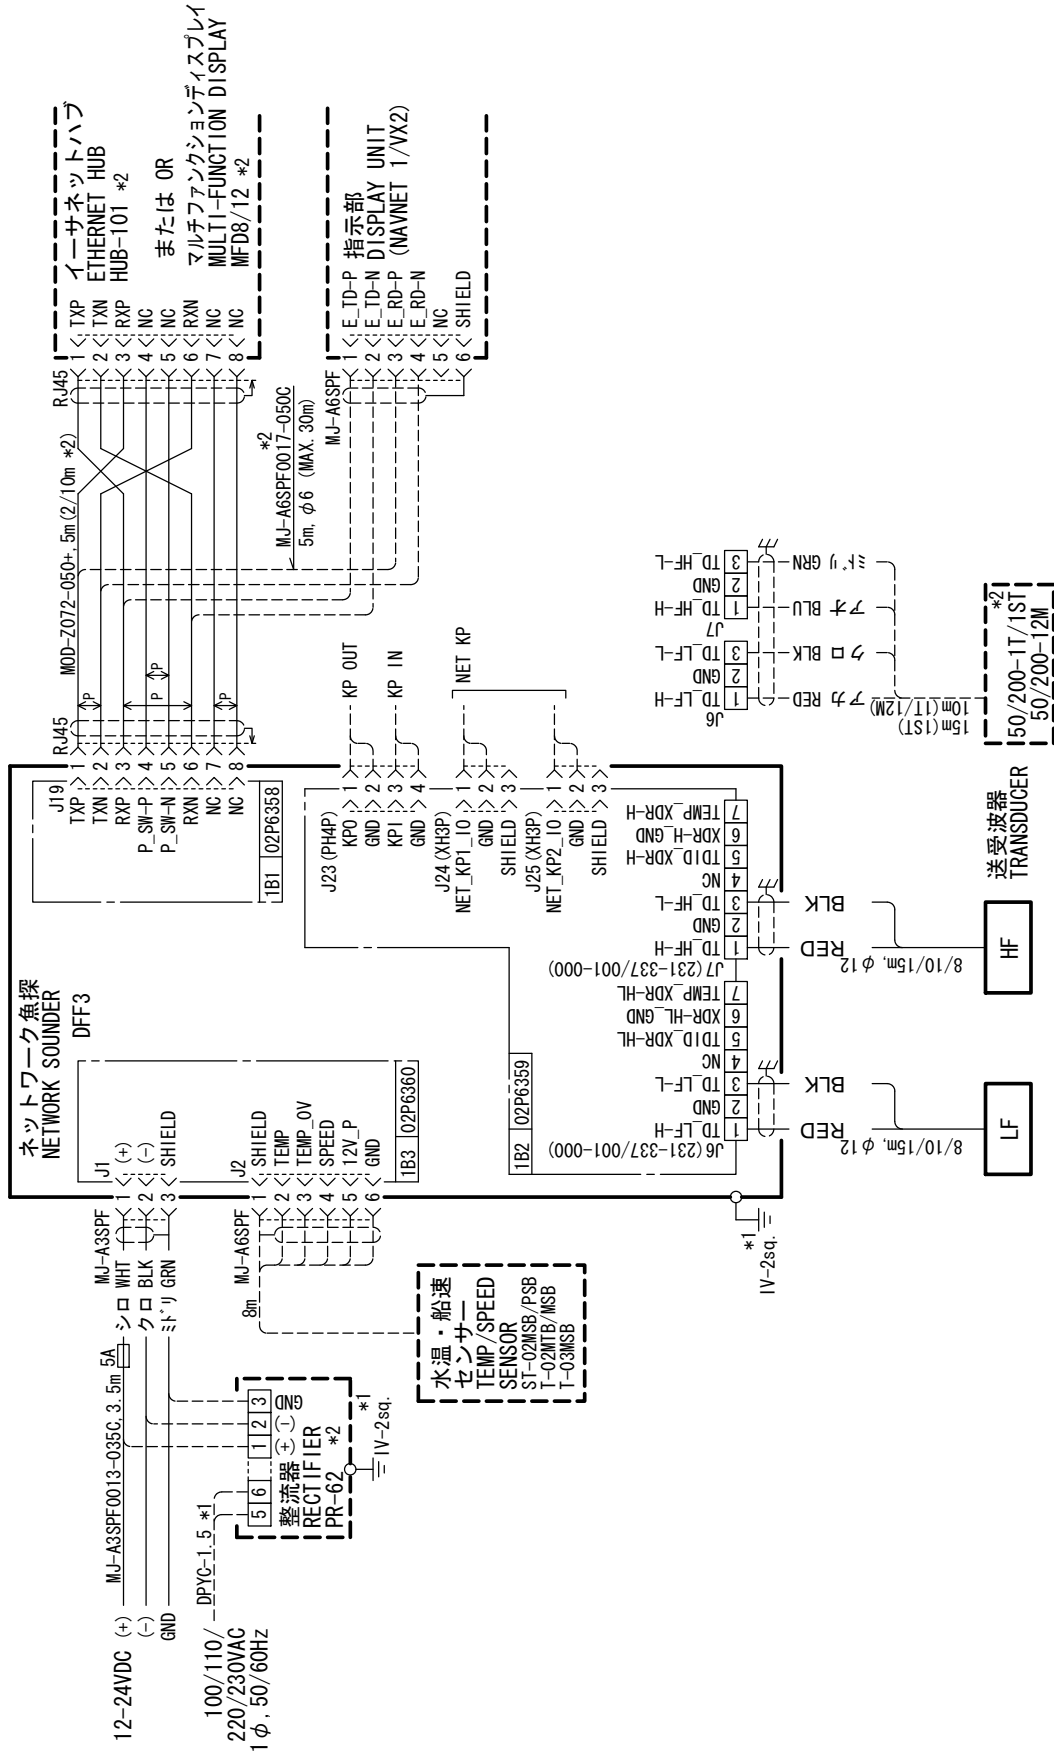 ネットワーク魚探
NETWORK SOUNDER
DFF3
12-24VDC (+)
(-)
GND
MJ-A3SPF0013-035C, 3.5m
5A
シロ WHT
クロ BLK
ミドリ GRN
MJ-A3SPF
1
2
3
J1
(+)
(-)
SHIELD
100/110/
220/230VAC
1φ, 50/60Hz
DPYC-1.5 *1
5 6
1 2 3
(+) (-) GND
整流器
RECTIFIER
PR-62 *2
*1
IV-2sq.
8m
MJ-A6SPF
J2
1 SHIELD
2 TEMP
3 TEMP_0V
4 SPEED
5 12V_P
6 GND
1B3 02P6360
水温・船速
センサー
TEMP/SPEED
SENSOR
ST-02MSB/PSB
T-02MTB/MSB
T-03MSB
*1
IV-2sq.
J19
TXP 1
TXN 2
RXP 3
P_SW-P 4
P_SW-N 5
RXN 6
NC 7
NC 8
1B1 02P6358
RJ45
P
P
P
P
MOD-Z072-050+, 5m (2/10m *2)
RJ45
1 TXP
2 TXN
3 RXP
4 NC
5 NC
6 RXN
7 NC
8 NC
イーサネットハブ
ETHERNET HUB
HUB-101 *2
または OR
マルチファンクションディスプレイ
MULTI-FUNCTION DISPLAY
MFD8/12 *2
*2
MJ-A6SPF0017-050C
5m, φ6 (MAX. 30m)
MJ-A6SPF
1 E_TD-P
2 E_TD-N
3 E_RD-P
4 E_RD-N
5 NC
6 SHIELD
指示部
DISPLAY UNIT
(NAVNET 1/VX2)
J23 (PH4P)
KPO 1
GND 2
KPI 3
GND 4
KP OUT
KP IN
J24 (XH3P)
NET_KP1_IO 1
GND 2
SHIELD 3
J25 (XH3P)
NET_KP2_IO 1
GND 2
SHIELD 3
NET KP
1B2 02P6359
J6 (231-337/001-000)
TD_LF-H 1
GND 2
TD_LF-L 3
NC 4
TDID_XDR-HL 5
XDR-HL_GND 6
TEMP_XDR-HL 7
J7 (231-337/001-000)
TD_HF-H 1
GND 2
TD_HF-L 3
NC 4
TDID_XDR-H 5
XDR-H_GND 6
TEMP_XDR-H 7
RED
BLK
8/10/15m, φ12
LF
RED
BLK
8/10/15m, φ12
HF
送受波器
TRANSDUCER
J6
TD_LF-H 1
GND 2
TD_LF-L 3
J7
TD_HF-H 1
GND 2
TD_HF-L 3
アカ RED
クロ BLK
アオ BLU
ミドリ GRN
15m (1ST)
10m (1T/12M)
*2
50/200-1T/1ST
50/200-12M